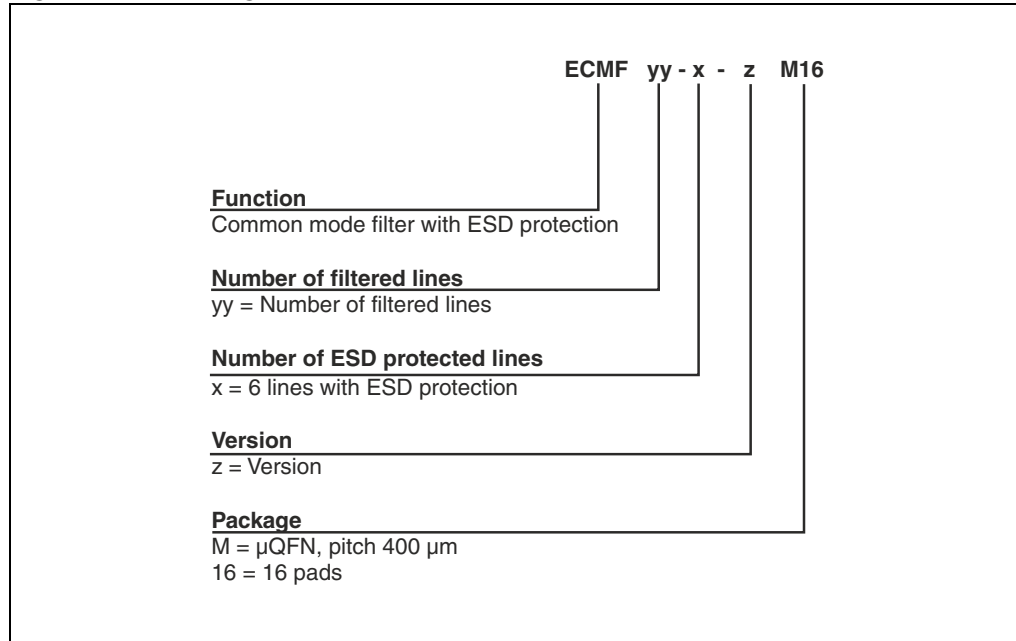 ECMF yy - x - z M16
Function
Common mode filter with ESD protection
Number of filtered lines
yy = Number of filtered lines
Number of ESD protected lines
x = 6 lines with ESD protection
Version
z = Version
Package
M = µQFN, pitch 400 µm
16 = 16 pads